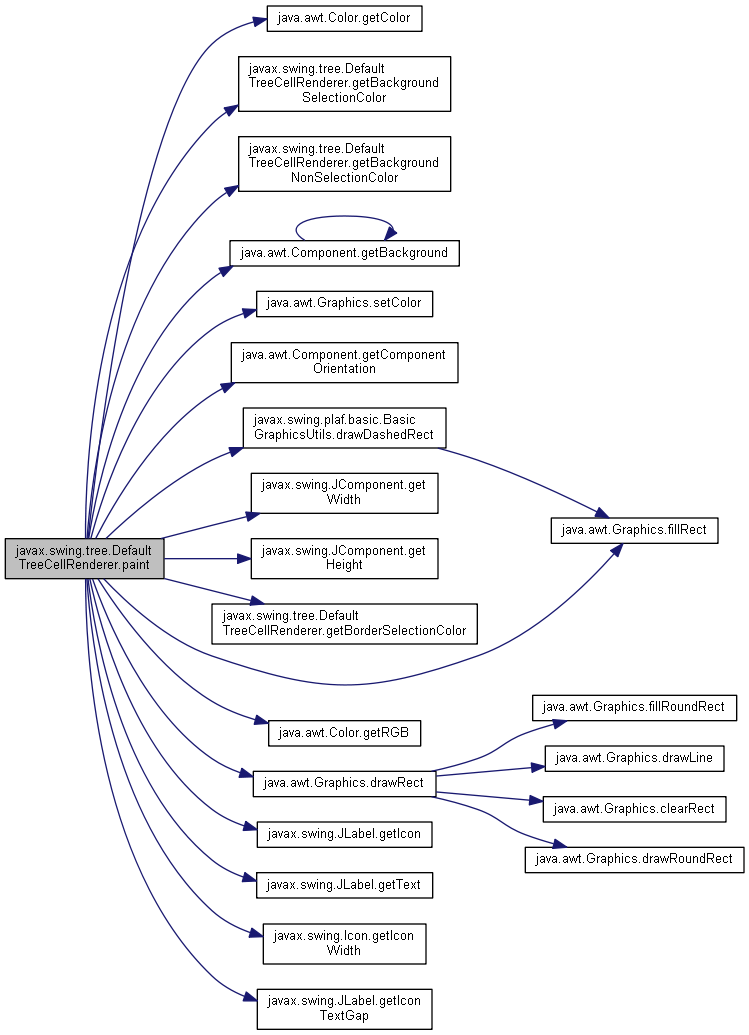 java.awt.Color.getColor
javax.swing.tree.Default
TreeCellRenderer.getBackground
SelectionColor
javax.swing.tree.Default
TreeCellRenderer.getBackground
NonSelectionColor
java.awt.Component.getBackground
java.awt.Graphics.setColor
java.awt.Component.getComponent
Orientation
javax.swing.plaf.basic.Basic
GraphicsUtils.drawDashedRect
javax.swing.JComponent.get
Width
java.awt.Graphics.fillRect
javax.swing.tree.Default
TreeCellRenderer.paint
javax.swing.JComponent.get
Height
javax.swing.tree.Default
TreeCellRenderer.getBorderSelectionColor
java.awt.Color.getRGB
java.awt.Graphics.drawRect
java.awt.Graphics.fillRoundRect
java.awt.Graphics.drawLine
java.awt.Graphics.clearRect
java.awt.Graphics.drawRoundRect
javax.swing.JLabel.getIcon
javax.swing.JLabel.getText
javax.swing.Icon.getIcon
Width
javax.swing.JLabel.getIcon
TextGap